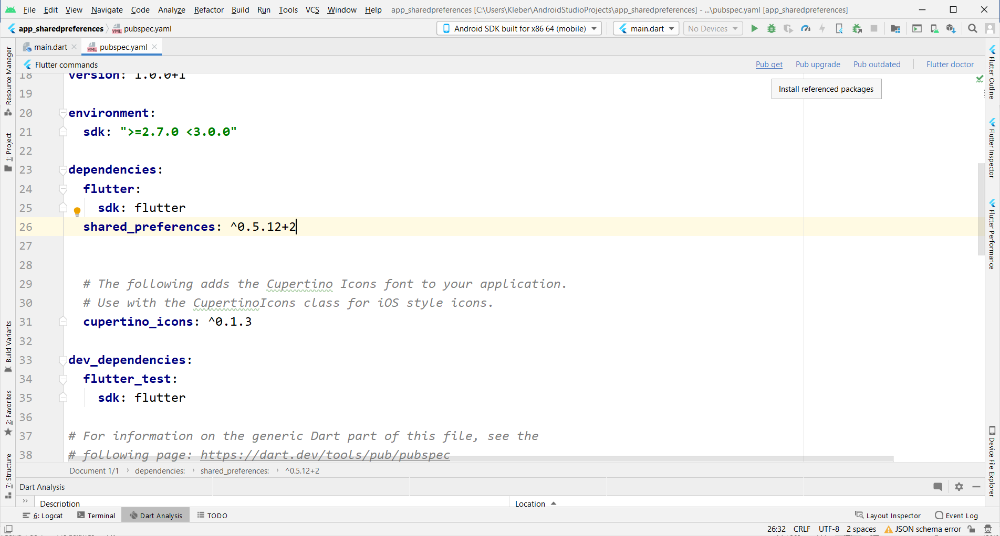 File Edit View Navigate Code Analyze Refactor Build Run Tools VCS Window Help app_sharedpreferences [C:\Users\Kleber\AndroidStudioProjects\app_sharedpreferences] - ...\pubspec.yaml [app_sharedpreferences]
app_sharedpreferences pubspec.yaml Android SDK built for x86 64 (mobile) main.dart No Devices
main.dart pubspec.yaml
Flutter commands Pub get Pub upgrade Pub outdated Flutter doctor
Install referenced packages
18 version: 1.0.0+1
19
20 environment:
21 sdk: ">=2.7.0 <3.0.0"
22
23 dependencies:
24 flutter:
25 sdk: flutter
26 shared_preferences: ^0.5.12+2
27
28
29 # The following adds the Cupertino Icons font to your application.
30 # Use with the CupertinoIcons class for iOS style icons.
31 cupertino_icons: ^0.1.3
32
33 dev_dependencies:
34 flutter_test:
35 sdk: flutter
36
37 # For information on the generic Dart part of this file, see the
38 # following page: https://dart.dev/tools/pub/pubspec
Document 1/1 › dependencies: › shared_preferences: › ^0.5.12+2
Dart Analysis
Description Location
6: Logcat Terminal Dart Analysis TODO Layout Inspector Event Log
26:32 CRLF UTF-8 2 spaces JSON schema error
Resource Manager
1: Project
Build Variants
2: Favorites
7: Structure
Flutter Outline
Flutter Inspector
Flutter Performance
Device File Explorer